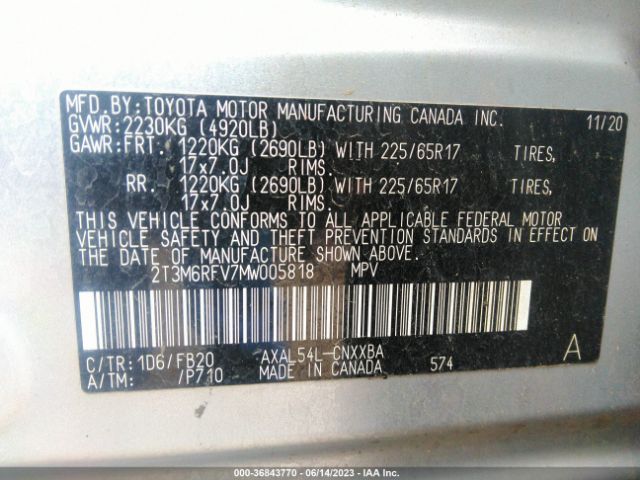 MFD. BY: TOYOTA MOTOR MANUFACTURING CANADA INC. 11/20
GVWR: 2230KG (4920LB)
GAWR: FRT. 1220KG (2690LB) WITH 225/65R17 TIRES,
17x7.0J RIMS.
RR. 1220KG (2690LB) WITH 225/65R17 TIRES,
17x7.0J RIMS.
THIS VEHICLE CONFORMS TO ALL APPLICABLE FEDERAL MOTOR
VEHICLE SAFETY AND THEFT PREVENTION STANDARDS IN EFFECT ON
THE DATE OF MANUFACTURE SHOWN ABOVE.
2T3M6RFV7MW005818 MPV
C/TR: 1D6/FB20 AXAL54L-CNXXBA 574 A
A/TM: /P710 MADE IN CANADA
000-36843770 - 06/14/2023 - IAA Inc.